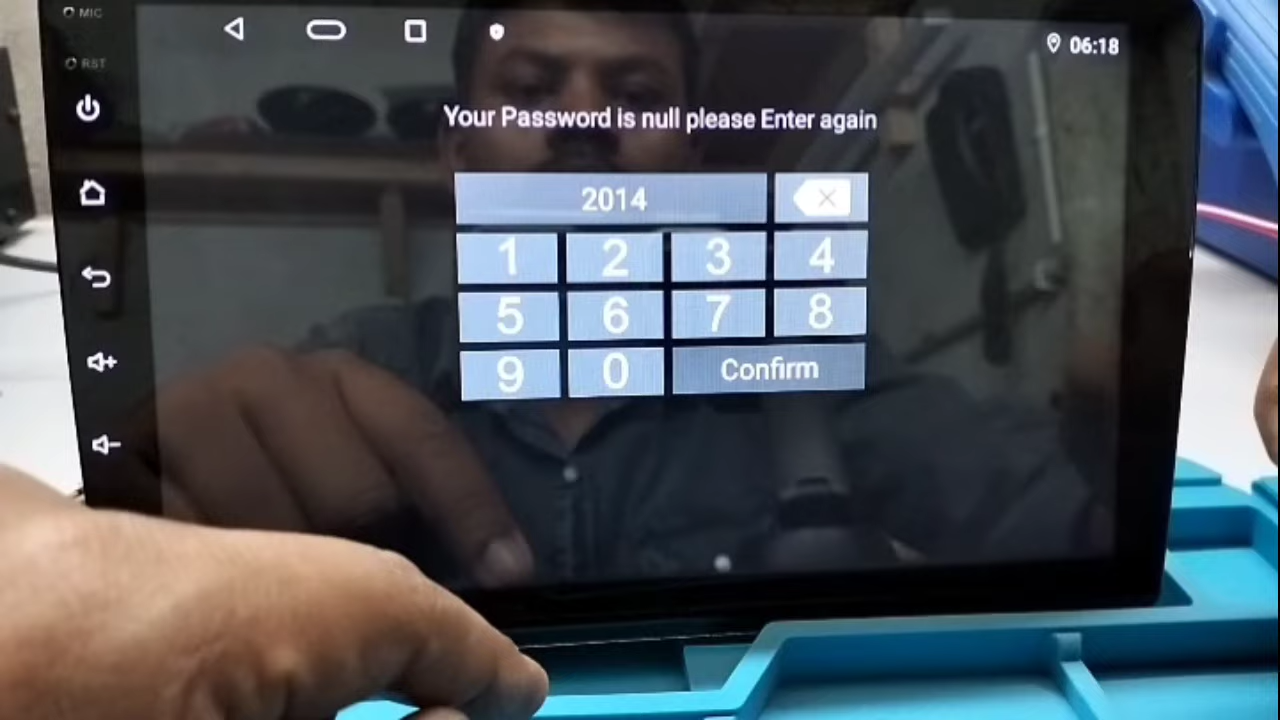 MIC
06:18
RST
Your Password is null please Enter again
2014
1 2 3 4
5 6 7 8
9 0 Confirm